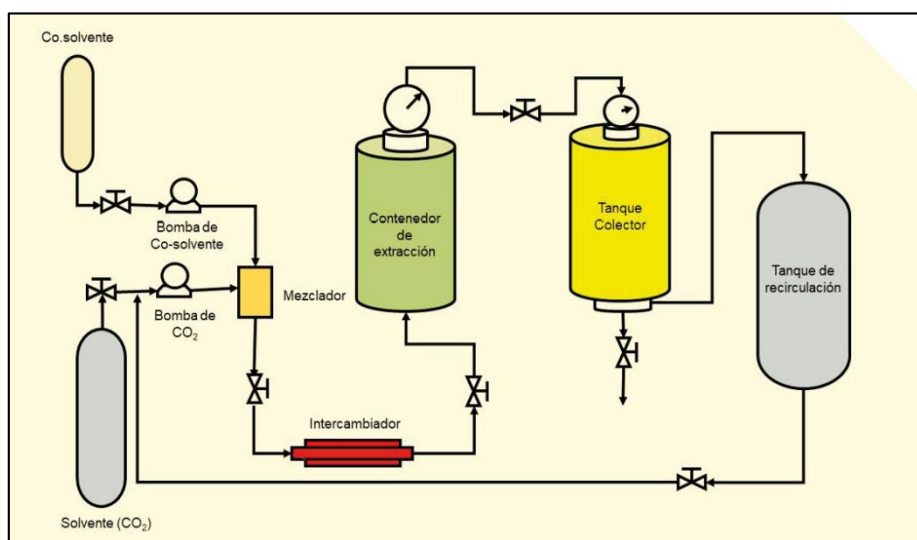 Co.solvente
Bomba de
Co-solvente
Bomba de
CO₂
Mezclador
Solvente (CO₂)
Intercambiador
Contenedor
de
extracción
Tanque
Colector
Tanque de
recirculación